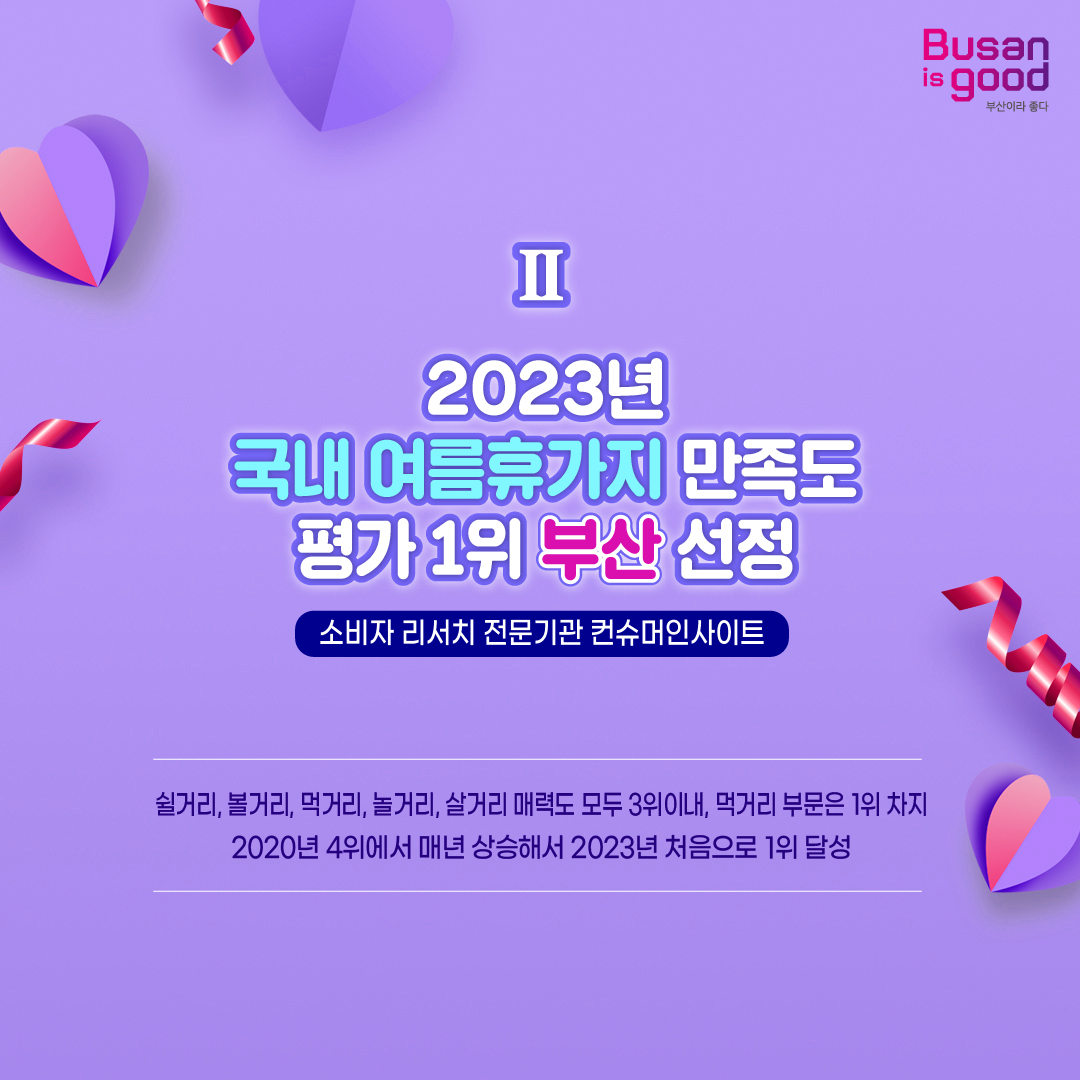 Busan
is good
부산이라 좋다
Ⅱ
2023년
국내 여름휴가지 만족도
평가 1위 부산 선정
소비자 리서치 전문기관 컨슈머인사이트
쉴거리, 볼거리, 먹거리, 놀거리, 살거리 매력도 모두 3위이내, 먹거리 부문은 1위 차지
2020년 4위에서 매년 상승해서 2023년 처음으로 1위 달성